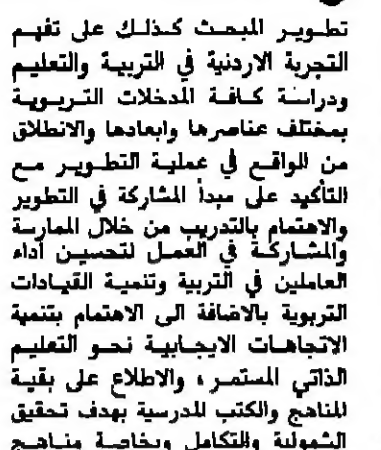 تطوير المبحث كذلك على تفهم
التجربة الاردنية في التربية والتعليم
ودراسة كافة المدخلات التربوية
بمختلف عناصرها وابعادها والانطلاق
من الواقع في عملية التطوير مع
التأكيد على مبدأ المشاركة في التطوير
والاهتمام بالتدريب من خلال الممارسة
والمشاركة في العمل لتحسين أداء
العاملين في التربية وتنمية القيادات
التربوية بالاضافة الى الاهتمام بتنمية
الاتجاهات الايجابية نحو التعليم
الذاتي المستمر، والاطلاع على بقية
المناهج والكتب المدرسية بهدف تحقيق
الشمولية والتكامل وبخاصة مناهج